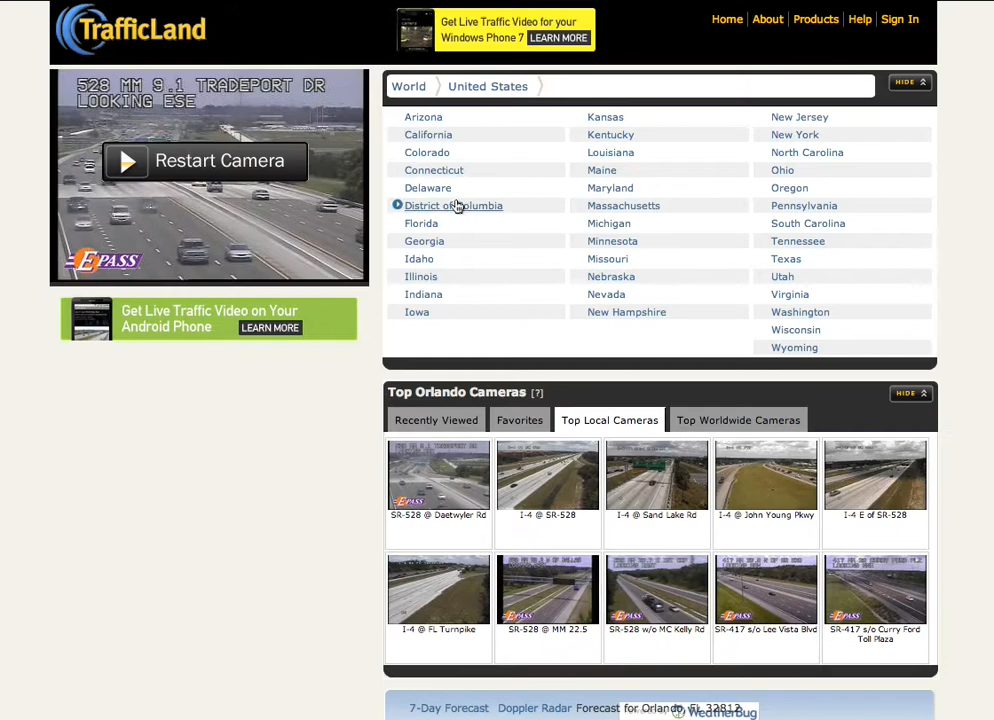 TrafficLand
Get Live Traffic Video for your
Windows Phone 7 LEARN MORE
Home About Products Help Sign In
528 MM 9.1 TRADEPORT DR
LOOKING ESE
Restart Camera
E-PASS
Get Live Traffic Video on Your
Android Phone LEARN MORE
World United States
HIDE
Arizona Kansas New Jersey
California Kentucky New York
Colorado Louisiana North Carolina
Connecticut Maine Ohio
Delaware Maryland Oregon
District of Columbia Massachusetts Pennsylvania
Florida Michigan South Carolina
Georgia Minnesota Tennessee
Idaho Missouri Texas
Illinois Nebraska Utah
Indiana Nevada Virginia
Iowa New Hampshire Washington
Wisconsin
Wyoming
Top Orlando Cameras [?]
HIDE
Recently Viewed Favorites Top Local Cameras Top Worldwide Cameras
E-PASS
SR-528 @ Daetwyler Rd I-4 @ SR-528 I-4 @ Sand Lake Rd I-4 @ John Young Pkwy I-4 E of SR-528
E-PASS E-PASS E-PASS E-PASS
I-4 @ FL Turnpike SR-528 @ MM 22.5 SR-528 w/o MC Kelly Rd SR-417 s/o Lee Vista Blvd SR-417 s/o Curry Ford
Toll Plaza
7-Day Forecast Doppler Radar Forecast for Orlando, FL 32812
WeatherBug